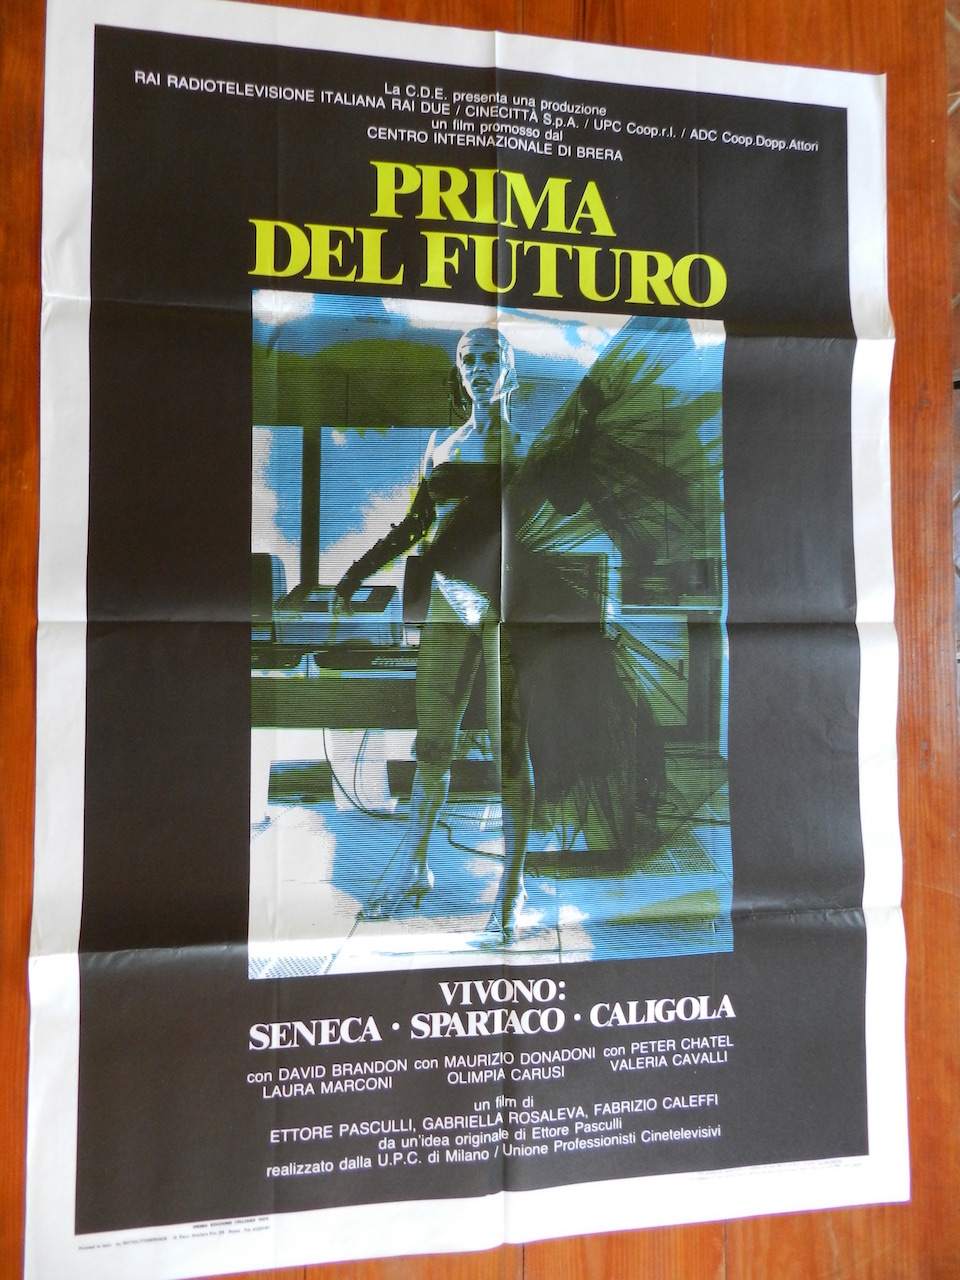 La C.D.E. presenta una produzione
RAI RADIOTELEVISIONE ITALIANA RAI DUE / CINECITTÀ S.p.A. / UPC Coop.r.l. / ADC Coop.Dopp.Attori
un film promosso dal
CENTRO INTERNAZIONALE DI BRERA
PRIMA
DEL FUTURO
VIVONO:
SENECA · SPARTACO · CALIGOLA
con DAVID BRANDON con MAURIZIO DONADONI con PETER CHATEL
LAURA MARCONI OLIMPIA CARUSI VALERIA CAVALLI
un film di
ETTORE PASCULLI, GABRIELLA ROSALEVA, FABRIZIO CALEFFI
da un'idea originale di Ettore Pasculli
realizzato dalla U.P.C. di Milano / Unione Professionisti Cinetelevisivi
PRIMA EDIZIONE ITALIANA